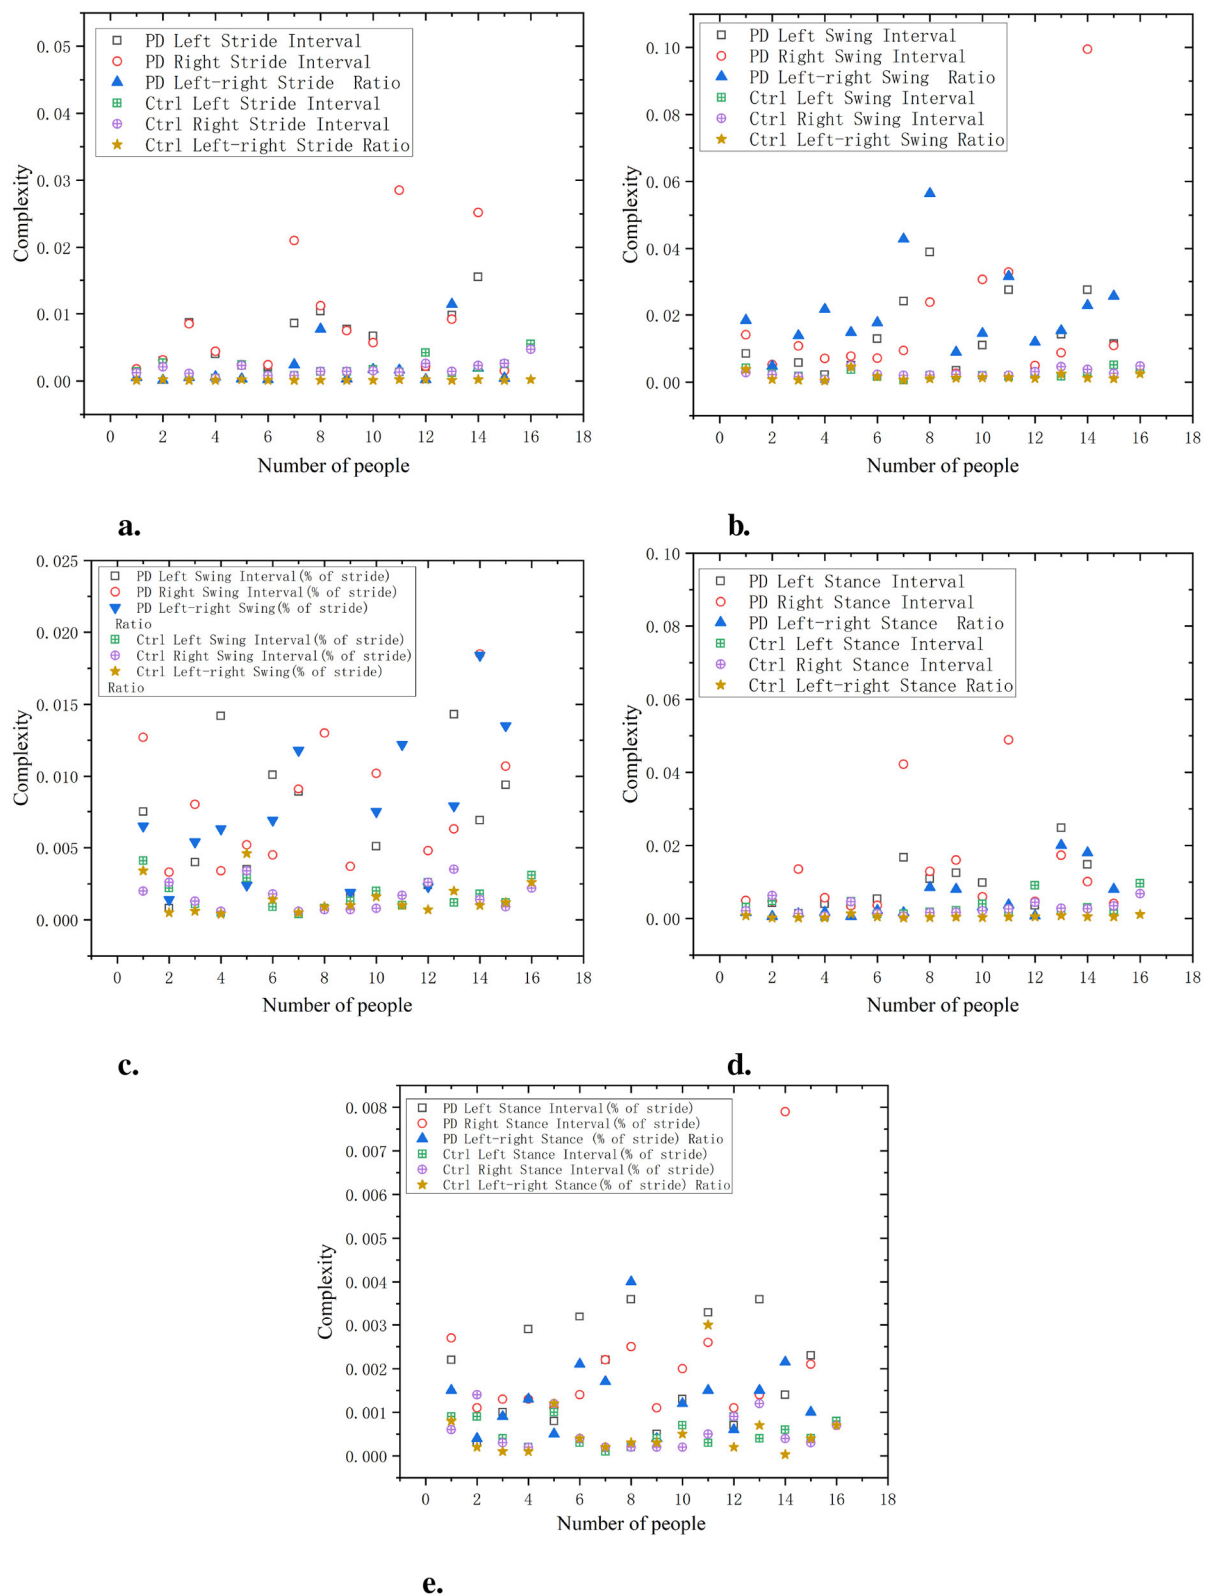 0.05
0.04
0.03
0.02
0.01
0.00
Complexity
PD Left Stride Interval
PD Right Stride Interval
PD Left-right Stride Ratio
Ctrl Left Stride Interval
Ctrl Right Stride Interval
Ctrl Left-right Stride Ratio
0 2 4 6 8 10 12 14 16 18
Number of people
a.
0.10
0.08
0.06
0.04
0.02
0.00
Complexity
PD Left Swing Interval
PD Right Swing Interval
PD Left-right Swing Ratio
Ctrl Left Swing Interval
Ctrl Right Swing Interval
Ctrl Left-right Swing Ratio
0 2 4 6 8 10 12 14 16 18
Number of people
b.
0.025
0.020
0.015
0.010
0.005
0.000
Complexity
PD Left Swing Interval(% of stride)
PD Right Swing Interval(% of stride)
PD Left-right Swing(% of stride)
Ratio
Ctrl Left Swing Interval(% of stride)
Ctrl Right Swing Interval(% of stride)
Ctrl Left-right Swing(% of stride)
Ratio
0 2 4 6 8 10 12 14 16 18
Number of people
c.
0.10
0.08
0.06
0.04
0.02
0.00
Complexity
PD Left Stance Interval
PD Right Stance Interval
PD Left-right Stance Ratio
Ctrl Left Stance Interval
Ctrl Right Stance Interval
Ctrl Left-right Stance Ratio
0 2 4 6 8 10 12 14 16 18
Number of people
d.
0.008
0.007
0.006
0.005
0.004
0.003
0.002
0.001
0.000
Complexity
PD Left Stance Interval(% of stride)
PD Right Stance Interval(% of stride)
PD Left-right Stance (% of stride) Ratio
Ctrl Left Stance Interval(% of stride)
Ctrl Right Stance Interval(% of stride)
Ctrl Left-right Stance(% of stride) Ratio
0 2 4 6 8 10 12 14 16 18
Number of people
e.